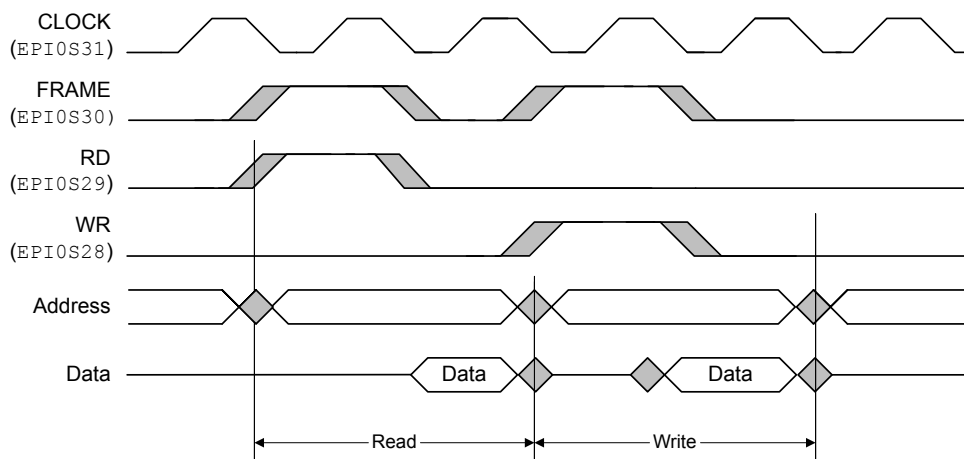 CLOCK
(EPI0S31)
FRAME
(EPI0S30)
RD
(EPI0S29)
WR
(EPI0S28)
Address
Data
Data
Data
Read
Write